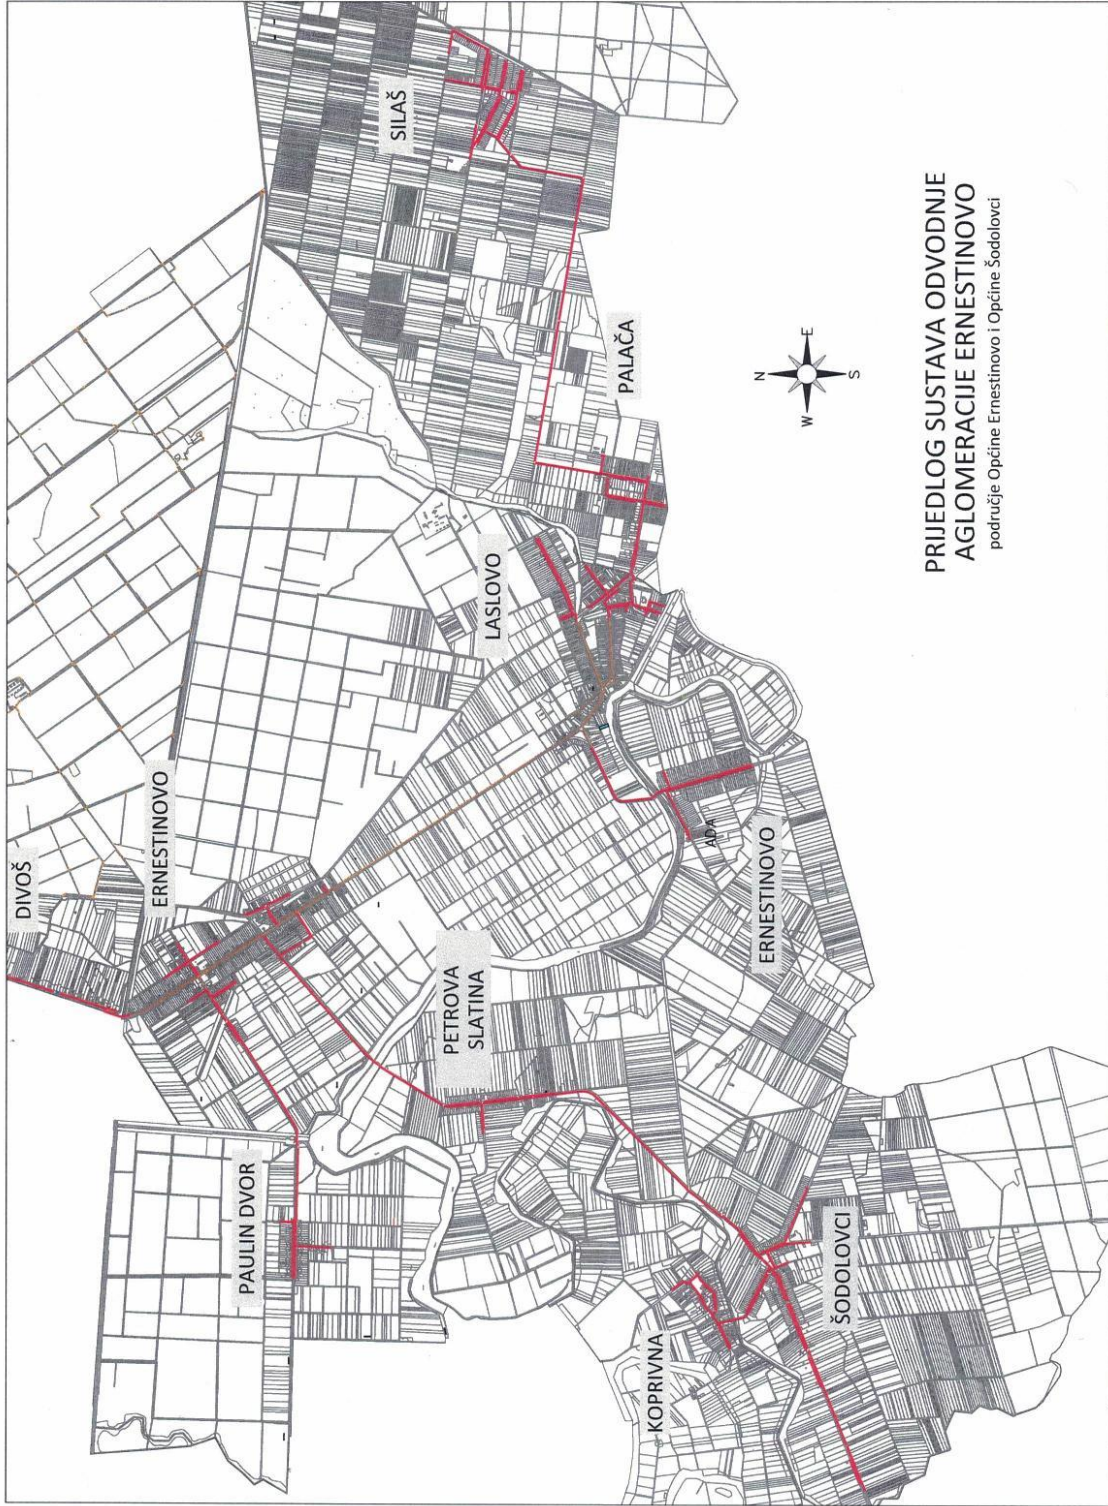 DIVOŠ
ERNESTINOVO
PAULIN DVOR
SILAŠ
PETROVA
SLATINA
LASLOVO
PALAČA
KOPRIVNA
ADA
ERNESTINOVO
N
W
E
S
ŠODOLOVCI
PRIJEDLOG SUSTAVA ODVODNJE
AGLOMERACIJE ERNESTINOVO
područje Općine Ernestinovo i Općine Šodolovci